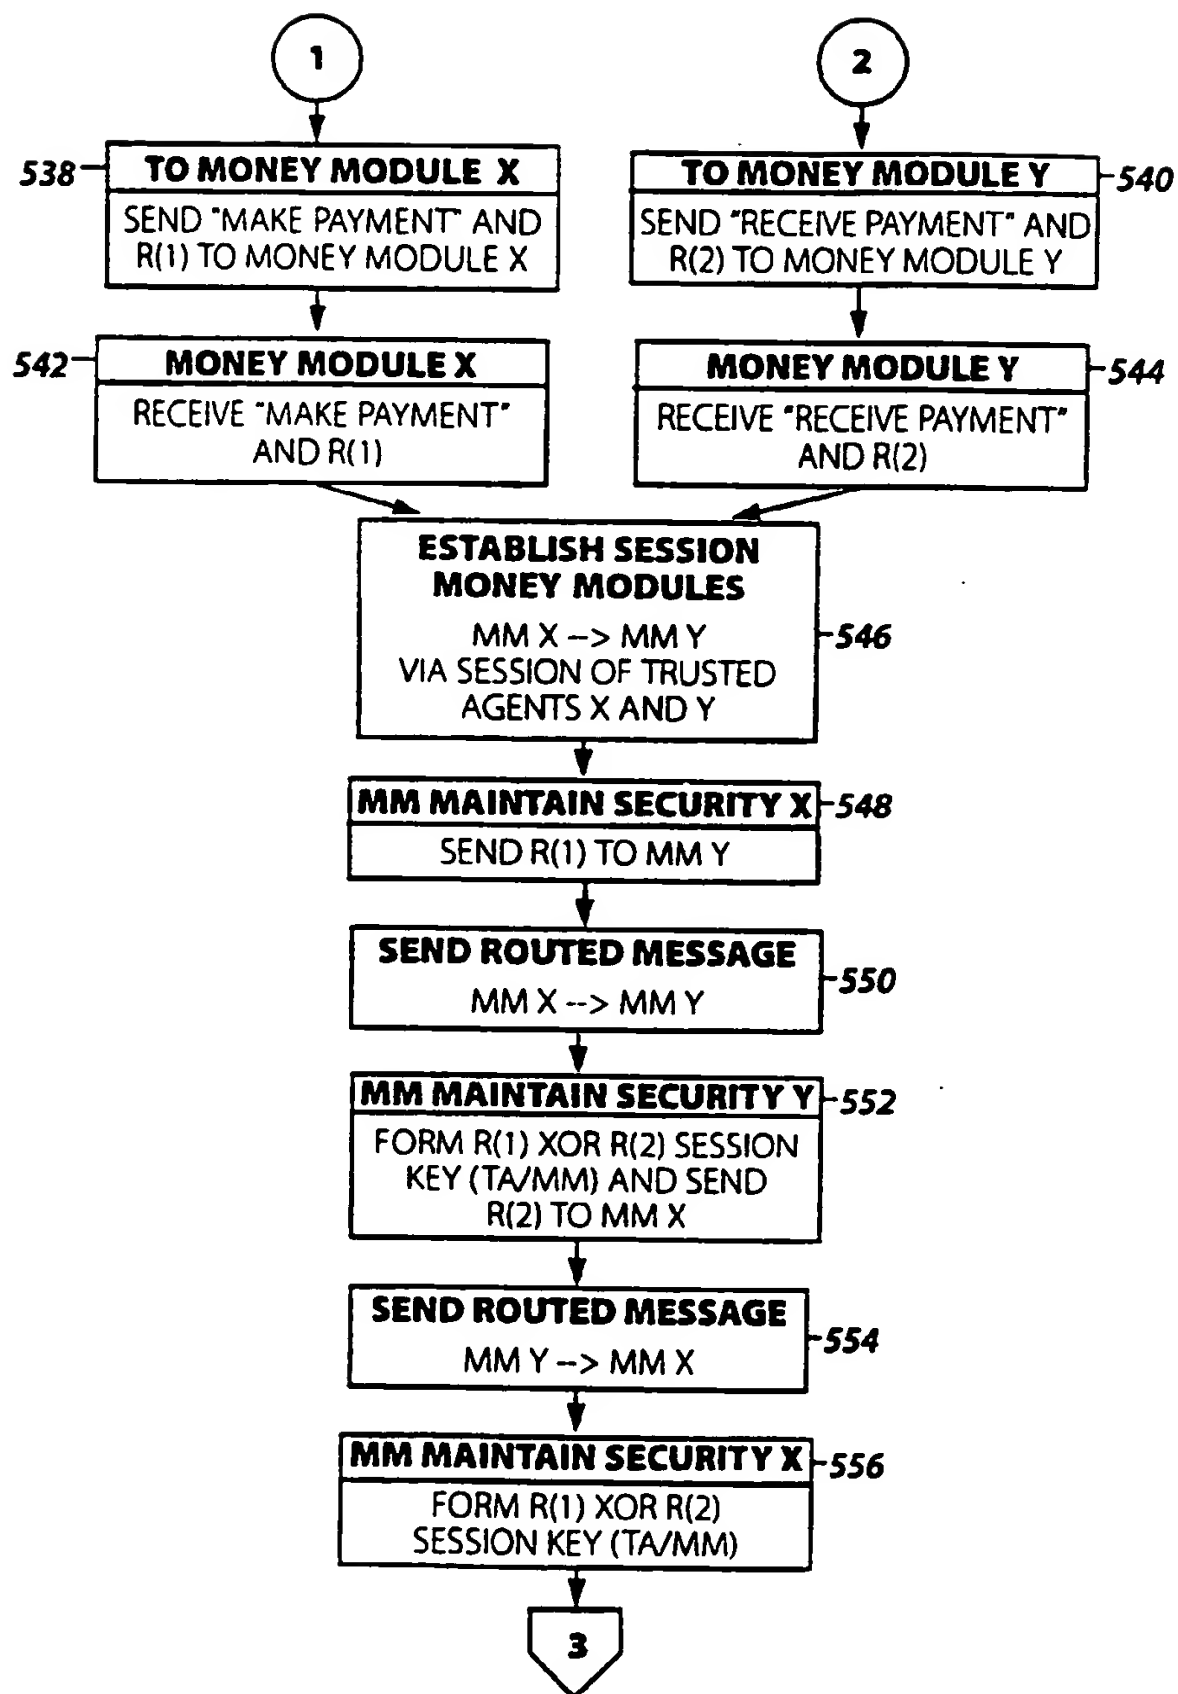 1
2
538
TO MONEY MODULE X
SEND "MAKE PAYMENT" AND
R(1) TO MONEY MODULE X
TO MONEY MODULE Y
540
SEND "RECEIVE PAYMENT" AND
R(2) TO MONEY MODULE Y
542
MONEY MODULE X
RECEIVE "MAKE PAYMENT"
AND R(1)
MONEY MODULE Y
544
RECEIVE "RECEIVE PAYMENT"
AND R(2)
ESTABLISH SESSION
MONEY MODULES
MM X --> MM Y
546
VIA SESSION OF TRUSTED
AGENTS X AND Y
MM MAINTAIN SECURITY X
548
SEND R(1) TO MM Y
SEND ROUTED MESSAGE
550
MM X --> MM Y
MM MAINTAIN SECURITY Y
552
FORM R(1) XOR R(2) SESSION
KEY (TA/MM) AND SEND
R(2) TO MM X
SEND ROUTED MESSAGE
554
MM Y --> MM X
MM MAINTAIN SECURITY X
556
FORM R(1) XOR R(2)
SESSION KEY (TA/MM)
3